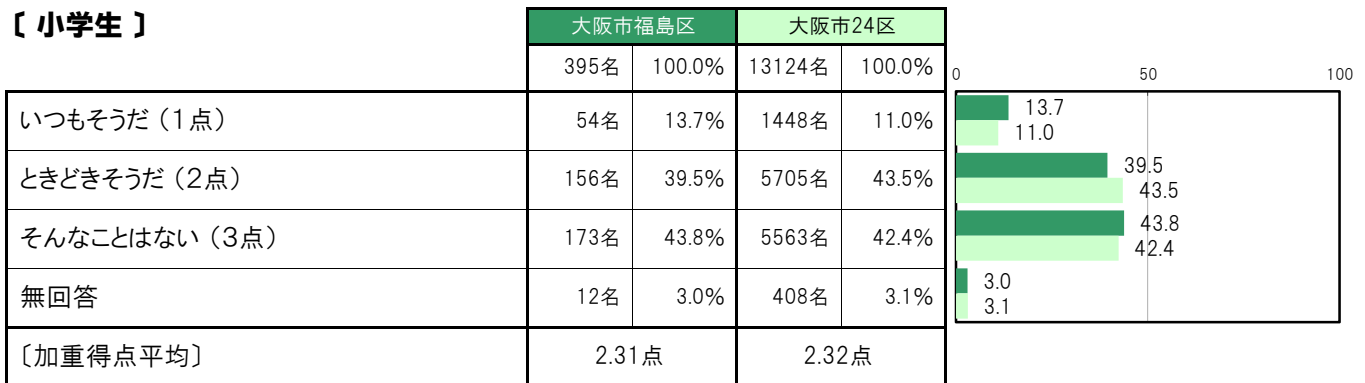 〔 小学生 〕
大阪市福島区 大阪市24区
395名 100.0% 13124名 100.0%
0 50 100
いつもそうだ（１点） 54名 13.7% 1448名 11.0%
13.7
11.0
ときどきそうだ（２点） 156名 39.5% 5705名 43.5%
39.5
43.5
そんなことはない（３点） 173名 43.8% 5563名 42.4%
43.8
42.4
無回答 12名 3.0% 408名 3.1%
3.0
3.1
〔加重得点平均〕 2.31点 2.32点